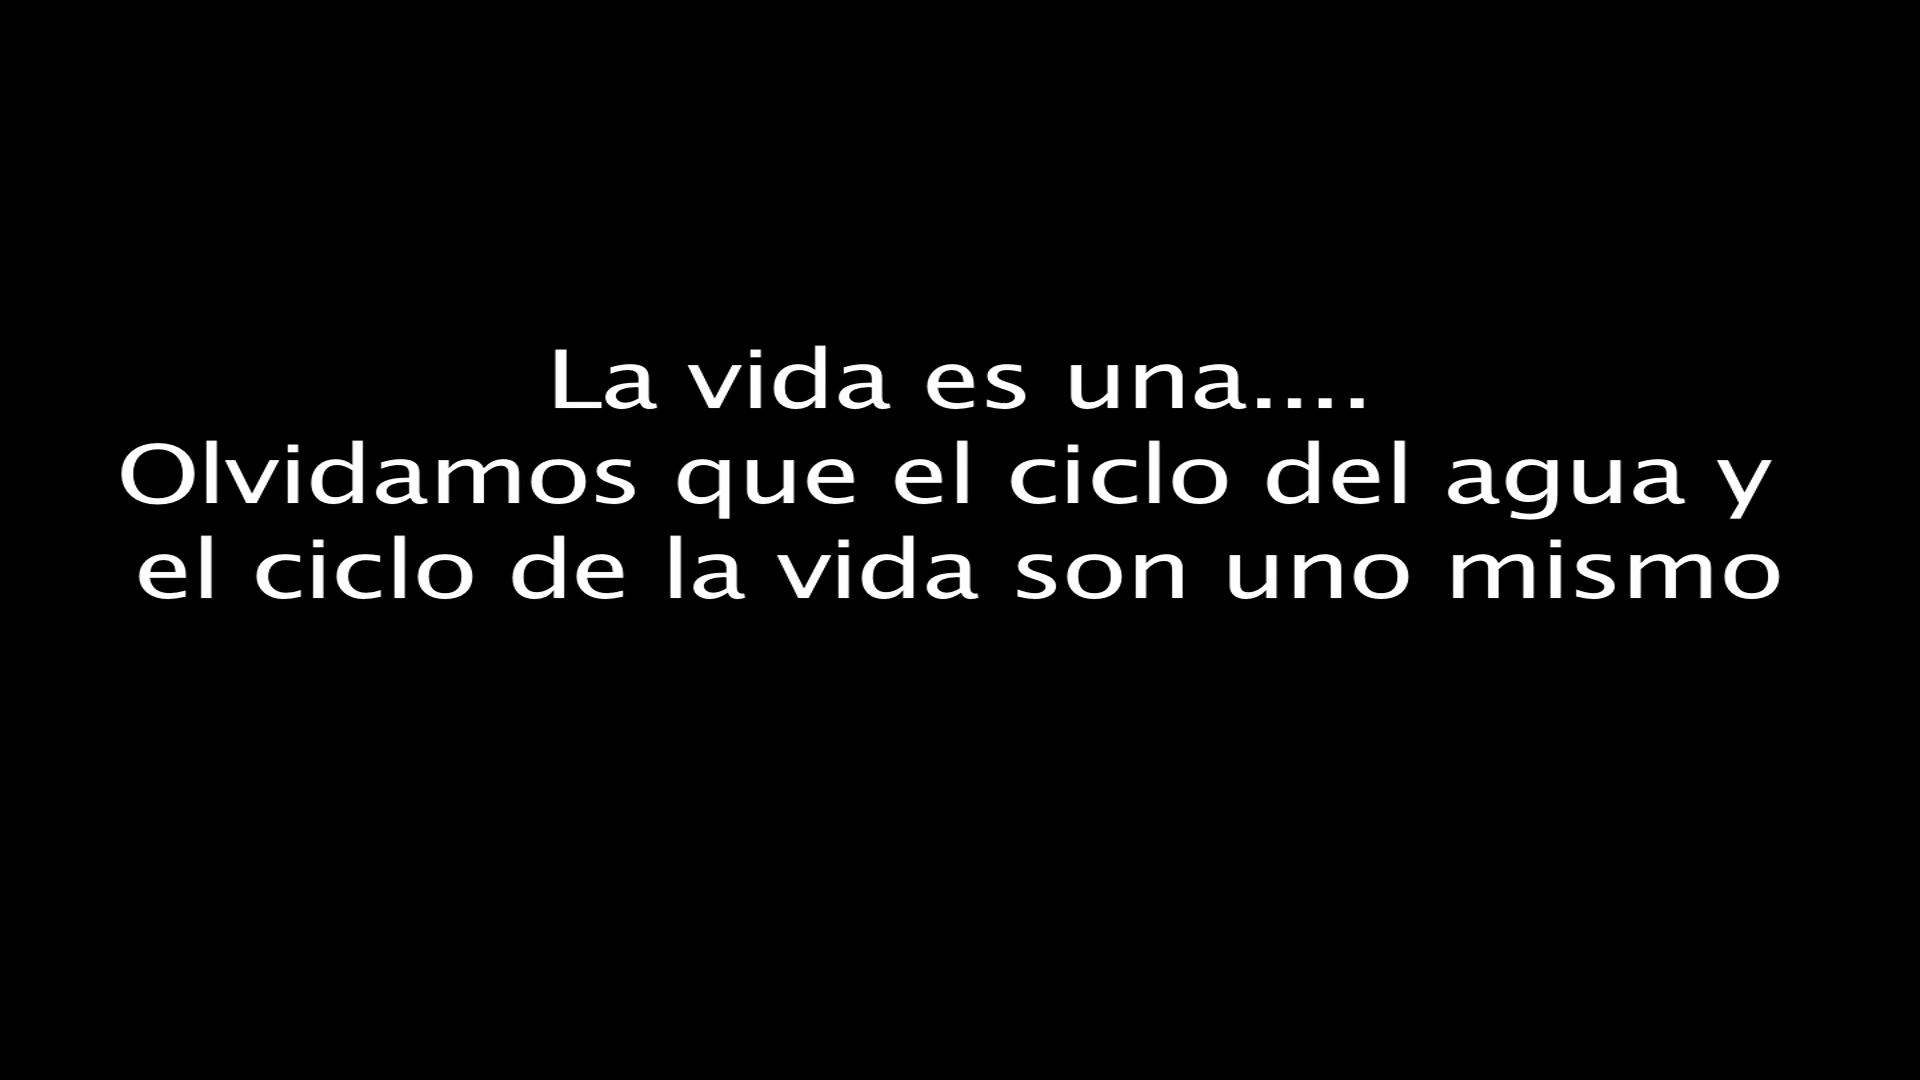 La vida es una....
Olvidamos que el ciclo del agua y
el ciclo de la vida son uno mismo